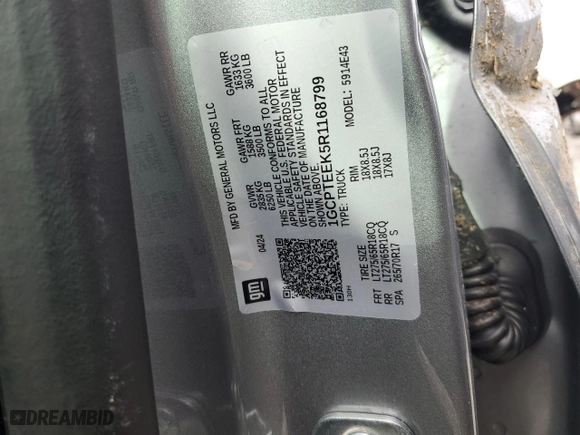 MFD BY GENERAL MOTORS LLC
04/24
GVWR
2835 KG
6250 LB
GAWR FRT
1588 KG
3500 LB
GAWR RR
1633 KG
3600 LB
THIS VEHICLE CONFORMS TO ALL
APPLICABLE U.S. FEDERAL MOTOR
VEHICLE SAFETY STANDARDS IN EFFECT
ON THE DATE OF MANUFACTURE
SHOWN ABOVE.
1GCPTEEK5R1168799
TYPE: TRUCK
MODEL: 5914E43
TIRE SIZE RIM
FRT LT275/65R18CQ 18X8.5J
RR LT275/65R18CQ 18X8.5J
SPA 265/70R17 S 17X8J
gm
130H
DREAMBID